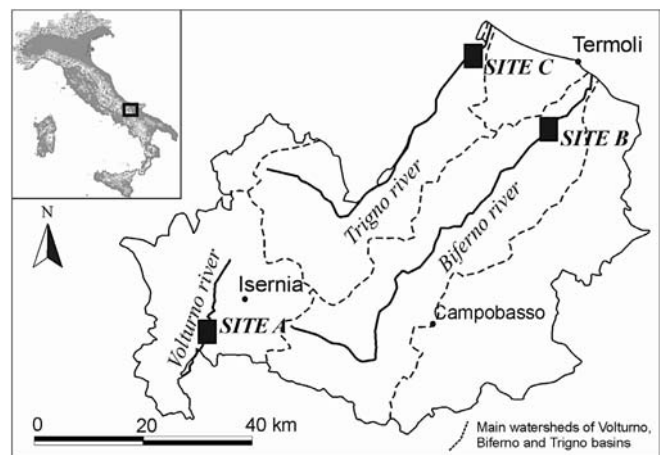 Termoli
SITE C
SITE B
Trigno river
Biferno river
N
Isernia
Volturno river
SITE A
Campobasso
0 20 40 km
Main watersheds of Volturno,
Biferno and Trigno basins